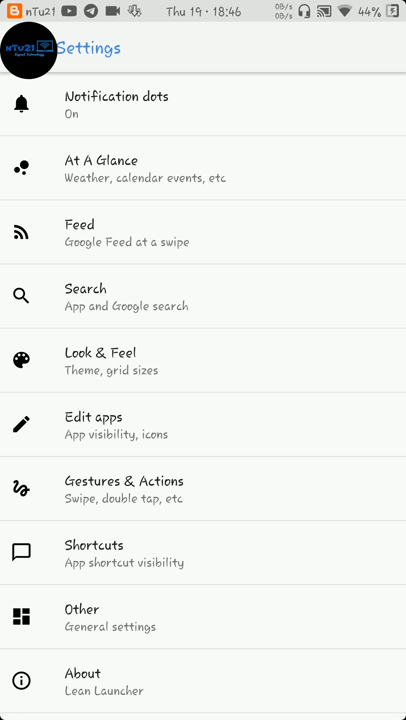 nTu21 Thu 19 • 18:46 0B/s 0B/s 44%
nTu21
Settings
Notification dots
On
At A Glance
Weather, calendar events, etc
Feed
Google Feed at a swipe
Search
App and Google search
Look & Feel
Theme, grid sizes
Edit apps
App visibility, icons
Gestures & Actions
Swipe, double tap, etc
Shortcuts
App shortcut visibility
Other
General settings
About
Lean Launcher